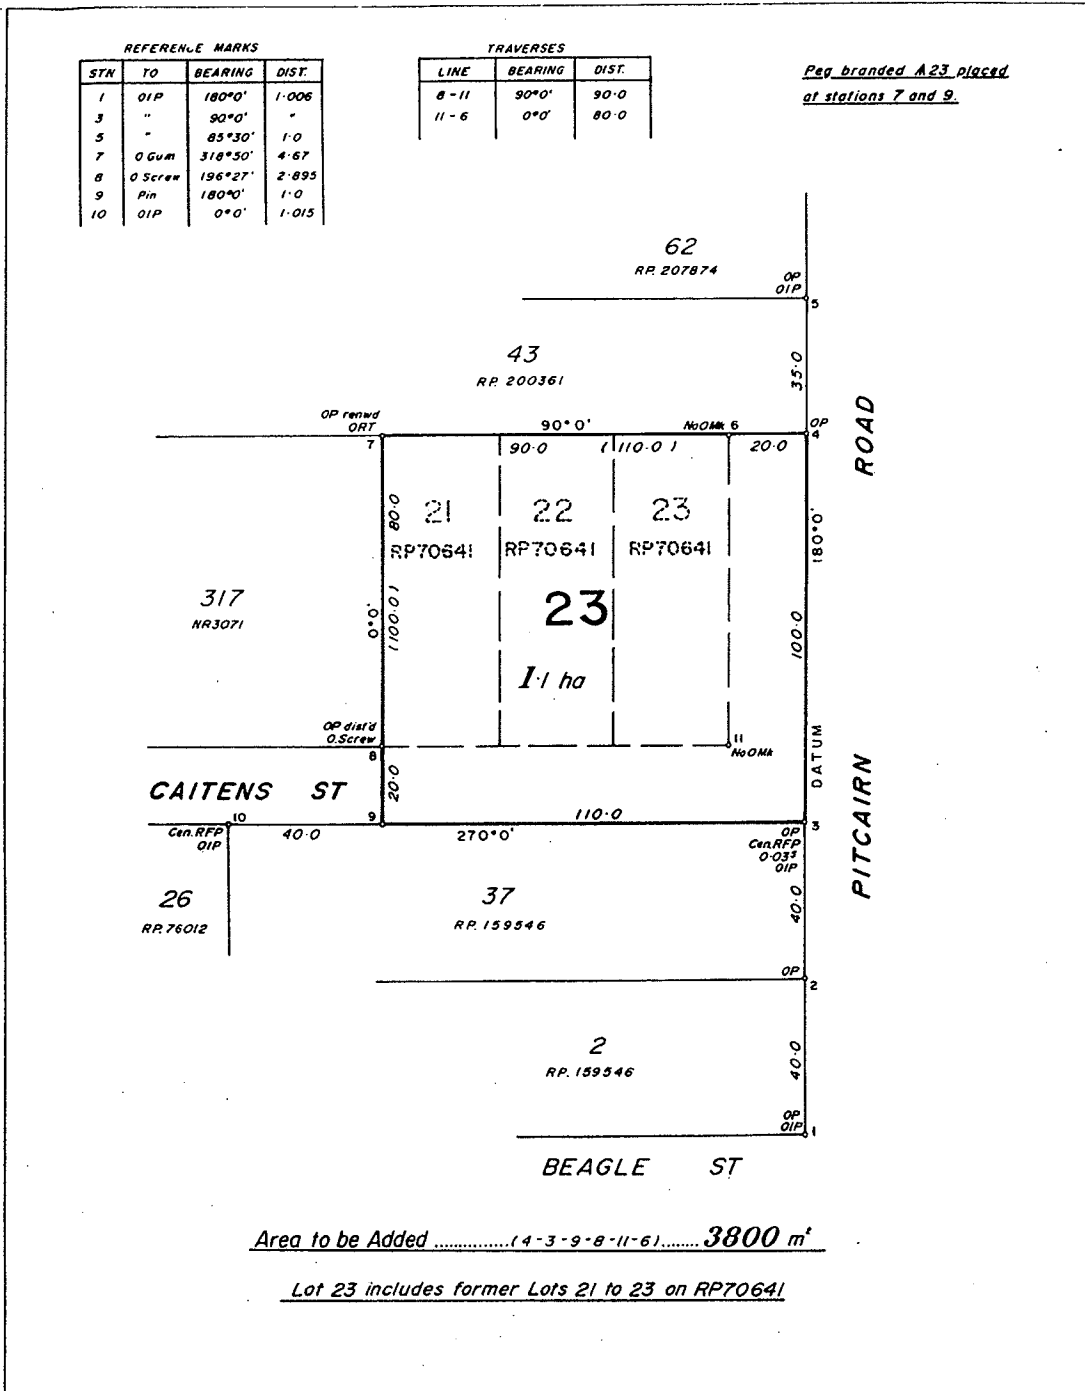 REFERENCE MARKS
STN TO BEARING DIST.
1 OIP 180°0' 1·006
3 " 90°0' "
5 " 85°30' 1·0
7 O Gum 318°50' 4·67
8 O Screw 196°27' 2·895
9 Pin 180°0' 1·0
10 OIP 0°0' 1·015
TRAVERSES
LINE BEARING DIST.
8-11 90°0' 90·0
11-6 0°0' 80·0
Peg branded A23 placed
at stations 7 and 9.
62
RP. 207874
OP
OIP
5
43
RP. 200361
35·0
OP renwd
ORT
7
90°0'
No OMk 6
OP
4
90·0 (110·0)
20·0
ROAD
80·0
21
RP70641
22
RP70641
23
RP70641
180°0'
317
NR3071
0°0'
(100·0)
23
100·0
1·1 ha
OP dist'd
O.Screw
8
11
No OMk
DATUM
CAITENS ST
20·0
PITCAIRN
10
9
110·0
3
Cen.RFP
OIP
40·0
270°0'
OP
Cen.RFP
0·03⁵
OIP
26
RP. 76012
37
RP. 159546
40·0
OP
2
2
RP. 159546
40·0
OP
OIP
1
BEAGLE ST
Area to be Added ..............(4-3-9-8-11-6)....... 3800 m²
Lot 23 includes former Lots 21 to 23 on RP70641